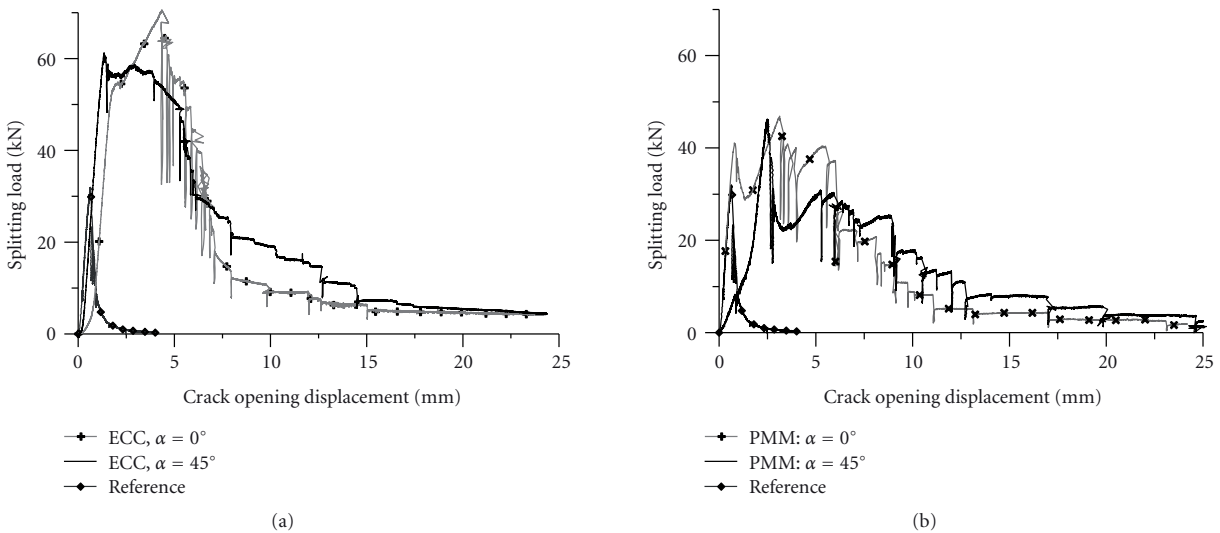 60
40
20
0
Splitting load (kN)
0 5 10 15 20 25
Crack opening displacement (mm)
ECC, α = 0°
ECC, α = 45°
Reference
(a)
60
40
20
0
Splitting load (kN)
0 5 10 15 20 25
Crack opening displacement (mm)
PMM: α = 0°
PMM: α = 45°
Reference
(b)